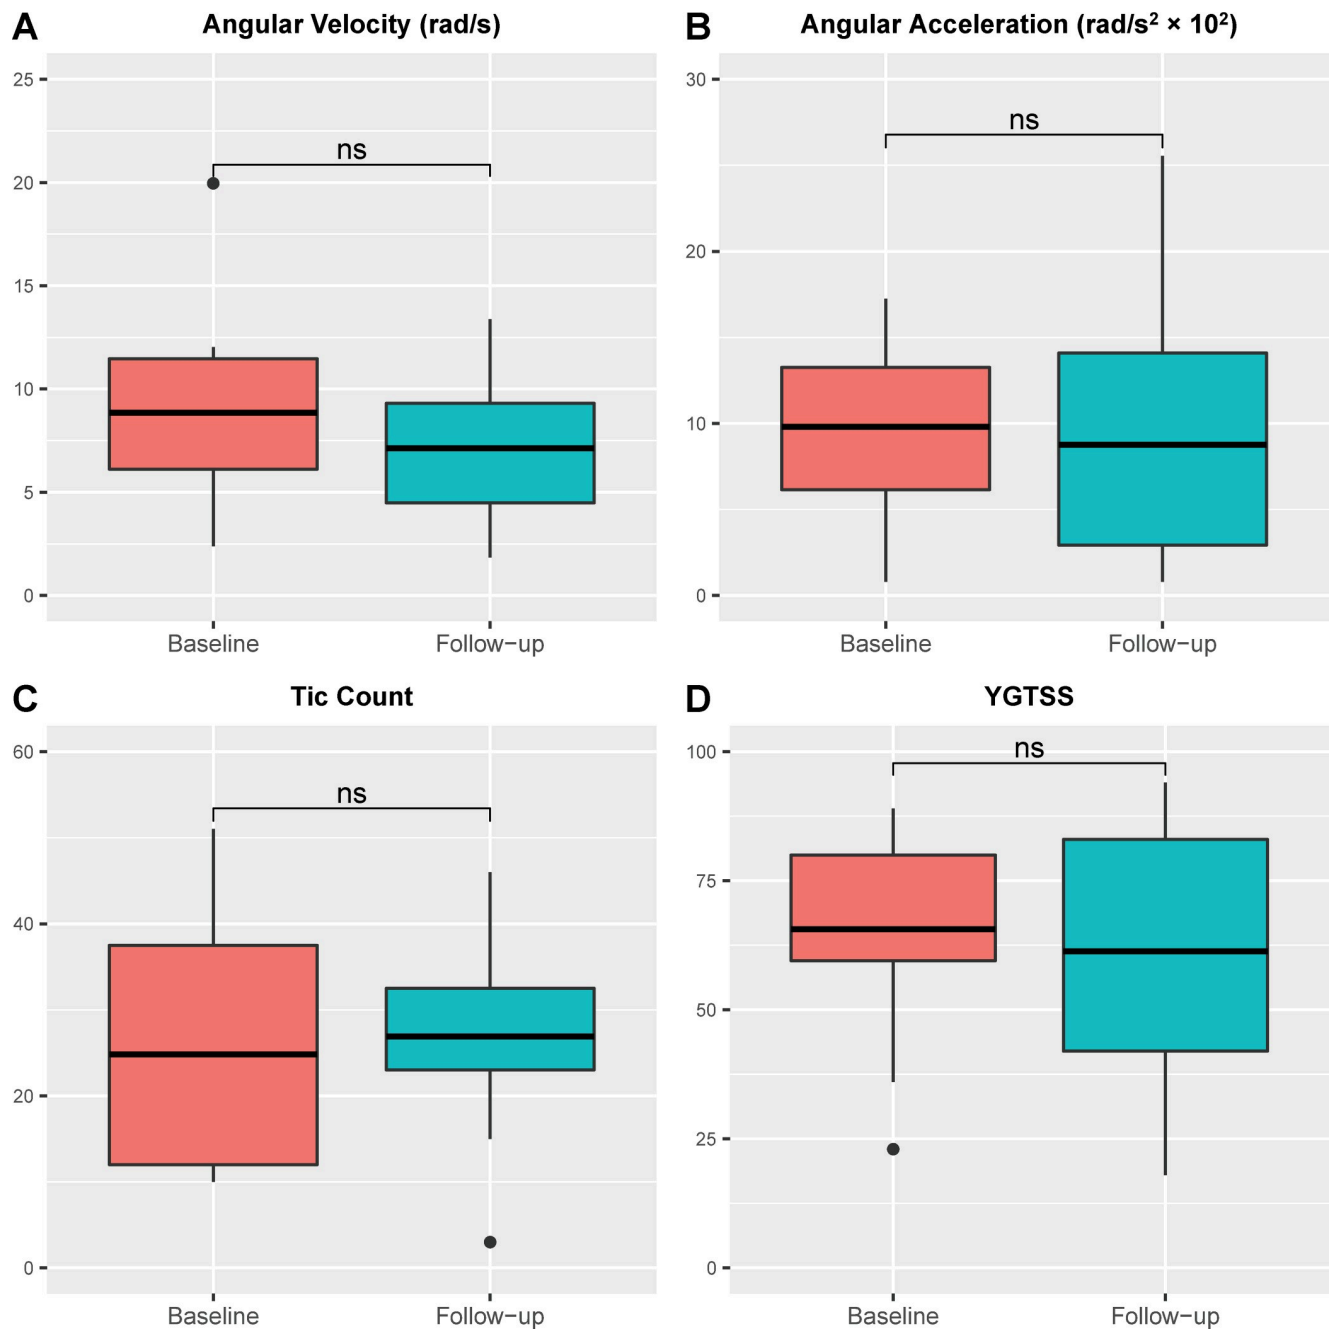 A Angular Velocity (rad/s)
25
20
15
10
5
0
ns
Baseline Follow-up
B Angular Acceleration (rad/s² × 10²)
30
20
10
0
ns
Baseline Follow-up
C Tic Count
60
40
20
0
ns
Baseline Follow-up
D YGTSS
100
75
50
25
0
ns
Baseline Follow-up